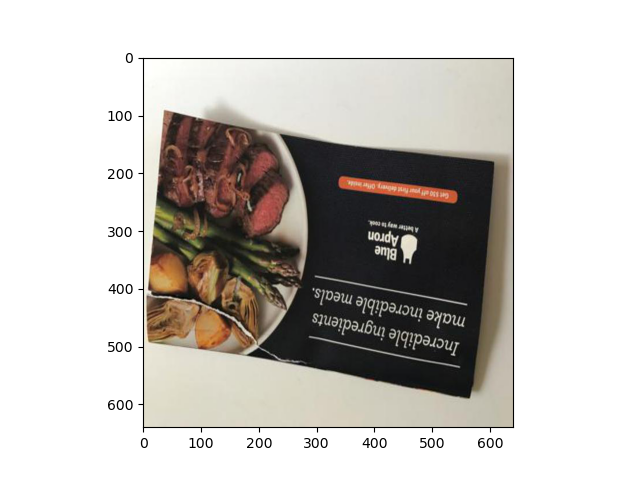 0
100
200
300
400
500
600
Incredible ingredients
make incredible meals.
Blue
Apron
A better way to cook.
Get off your first delivery. Offer inside.
0 100 200 300 400 500 600